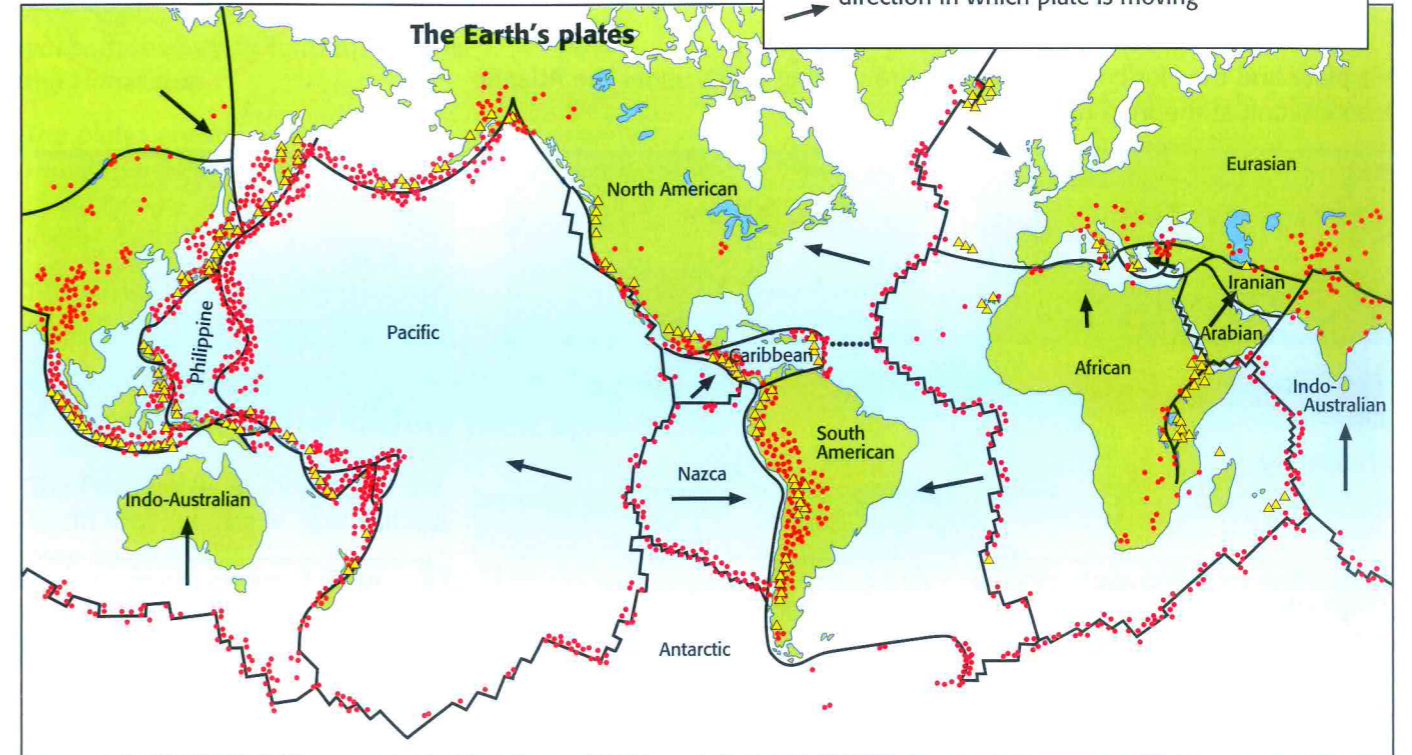 direction in which plate is moving
The Earth's plates
Eurasian
North American
Iranian
Philippine
Pacific
Caribbean
Arabian
African
Indo-
Australian
South
American
Nazca
Indo-Australian
Antarctic